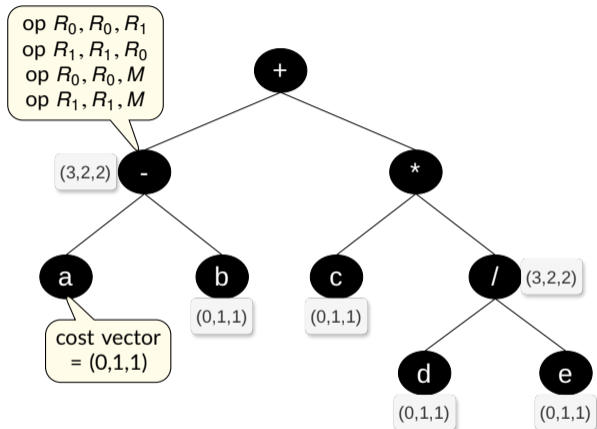 op R₀, R₀, R₁
op R₁, R₁, R₀
op R₀, R₀, M
op R₁, R₁, M
+
(3,2,2)
-
*
a
b
c
/
(3,2,2)
(0,1,1)
(0,1,1)
cost vector
= (0,1,1)
d
e
(0,1,1)
(0,1,1)